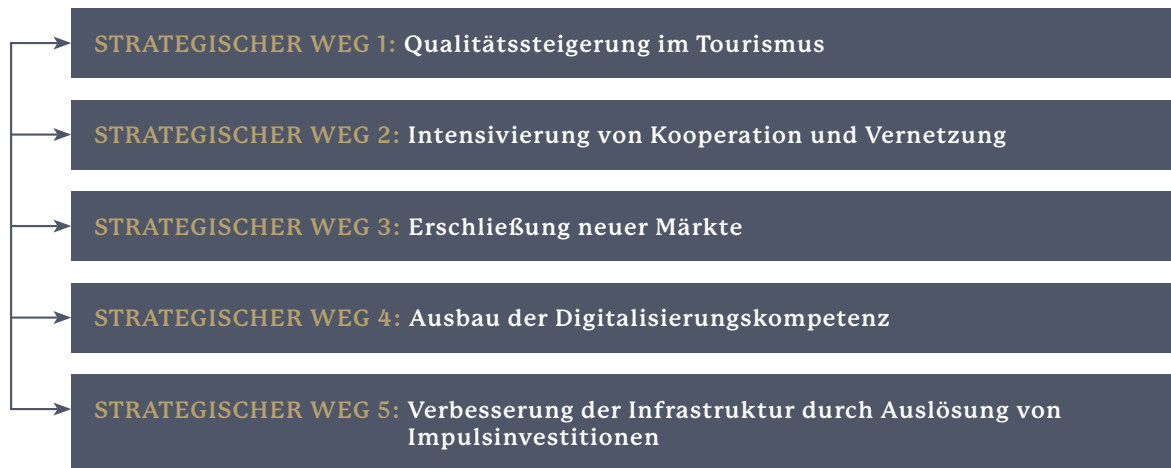 STRATEGISCHER WEG 1: Qualitätssteigerung im Tourismus
STRATEGISCHER WEG 2: Intensivierung von Kooperation und Vernetzung
STRATEGISCHER WEG 3: Erschließung neuer Märkte
STRATEGISCHER WEG 4: Ausbau der Digitalisierungskompetenz
STRATEGISCHER WEG 5: Verbesserung der Infrastruktur durch Auslösung von
Impulsinvestitionen